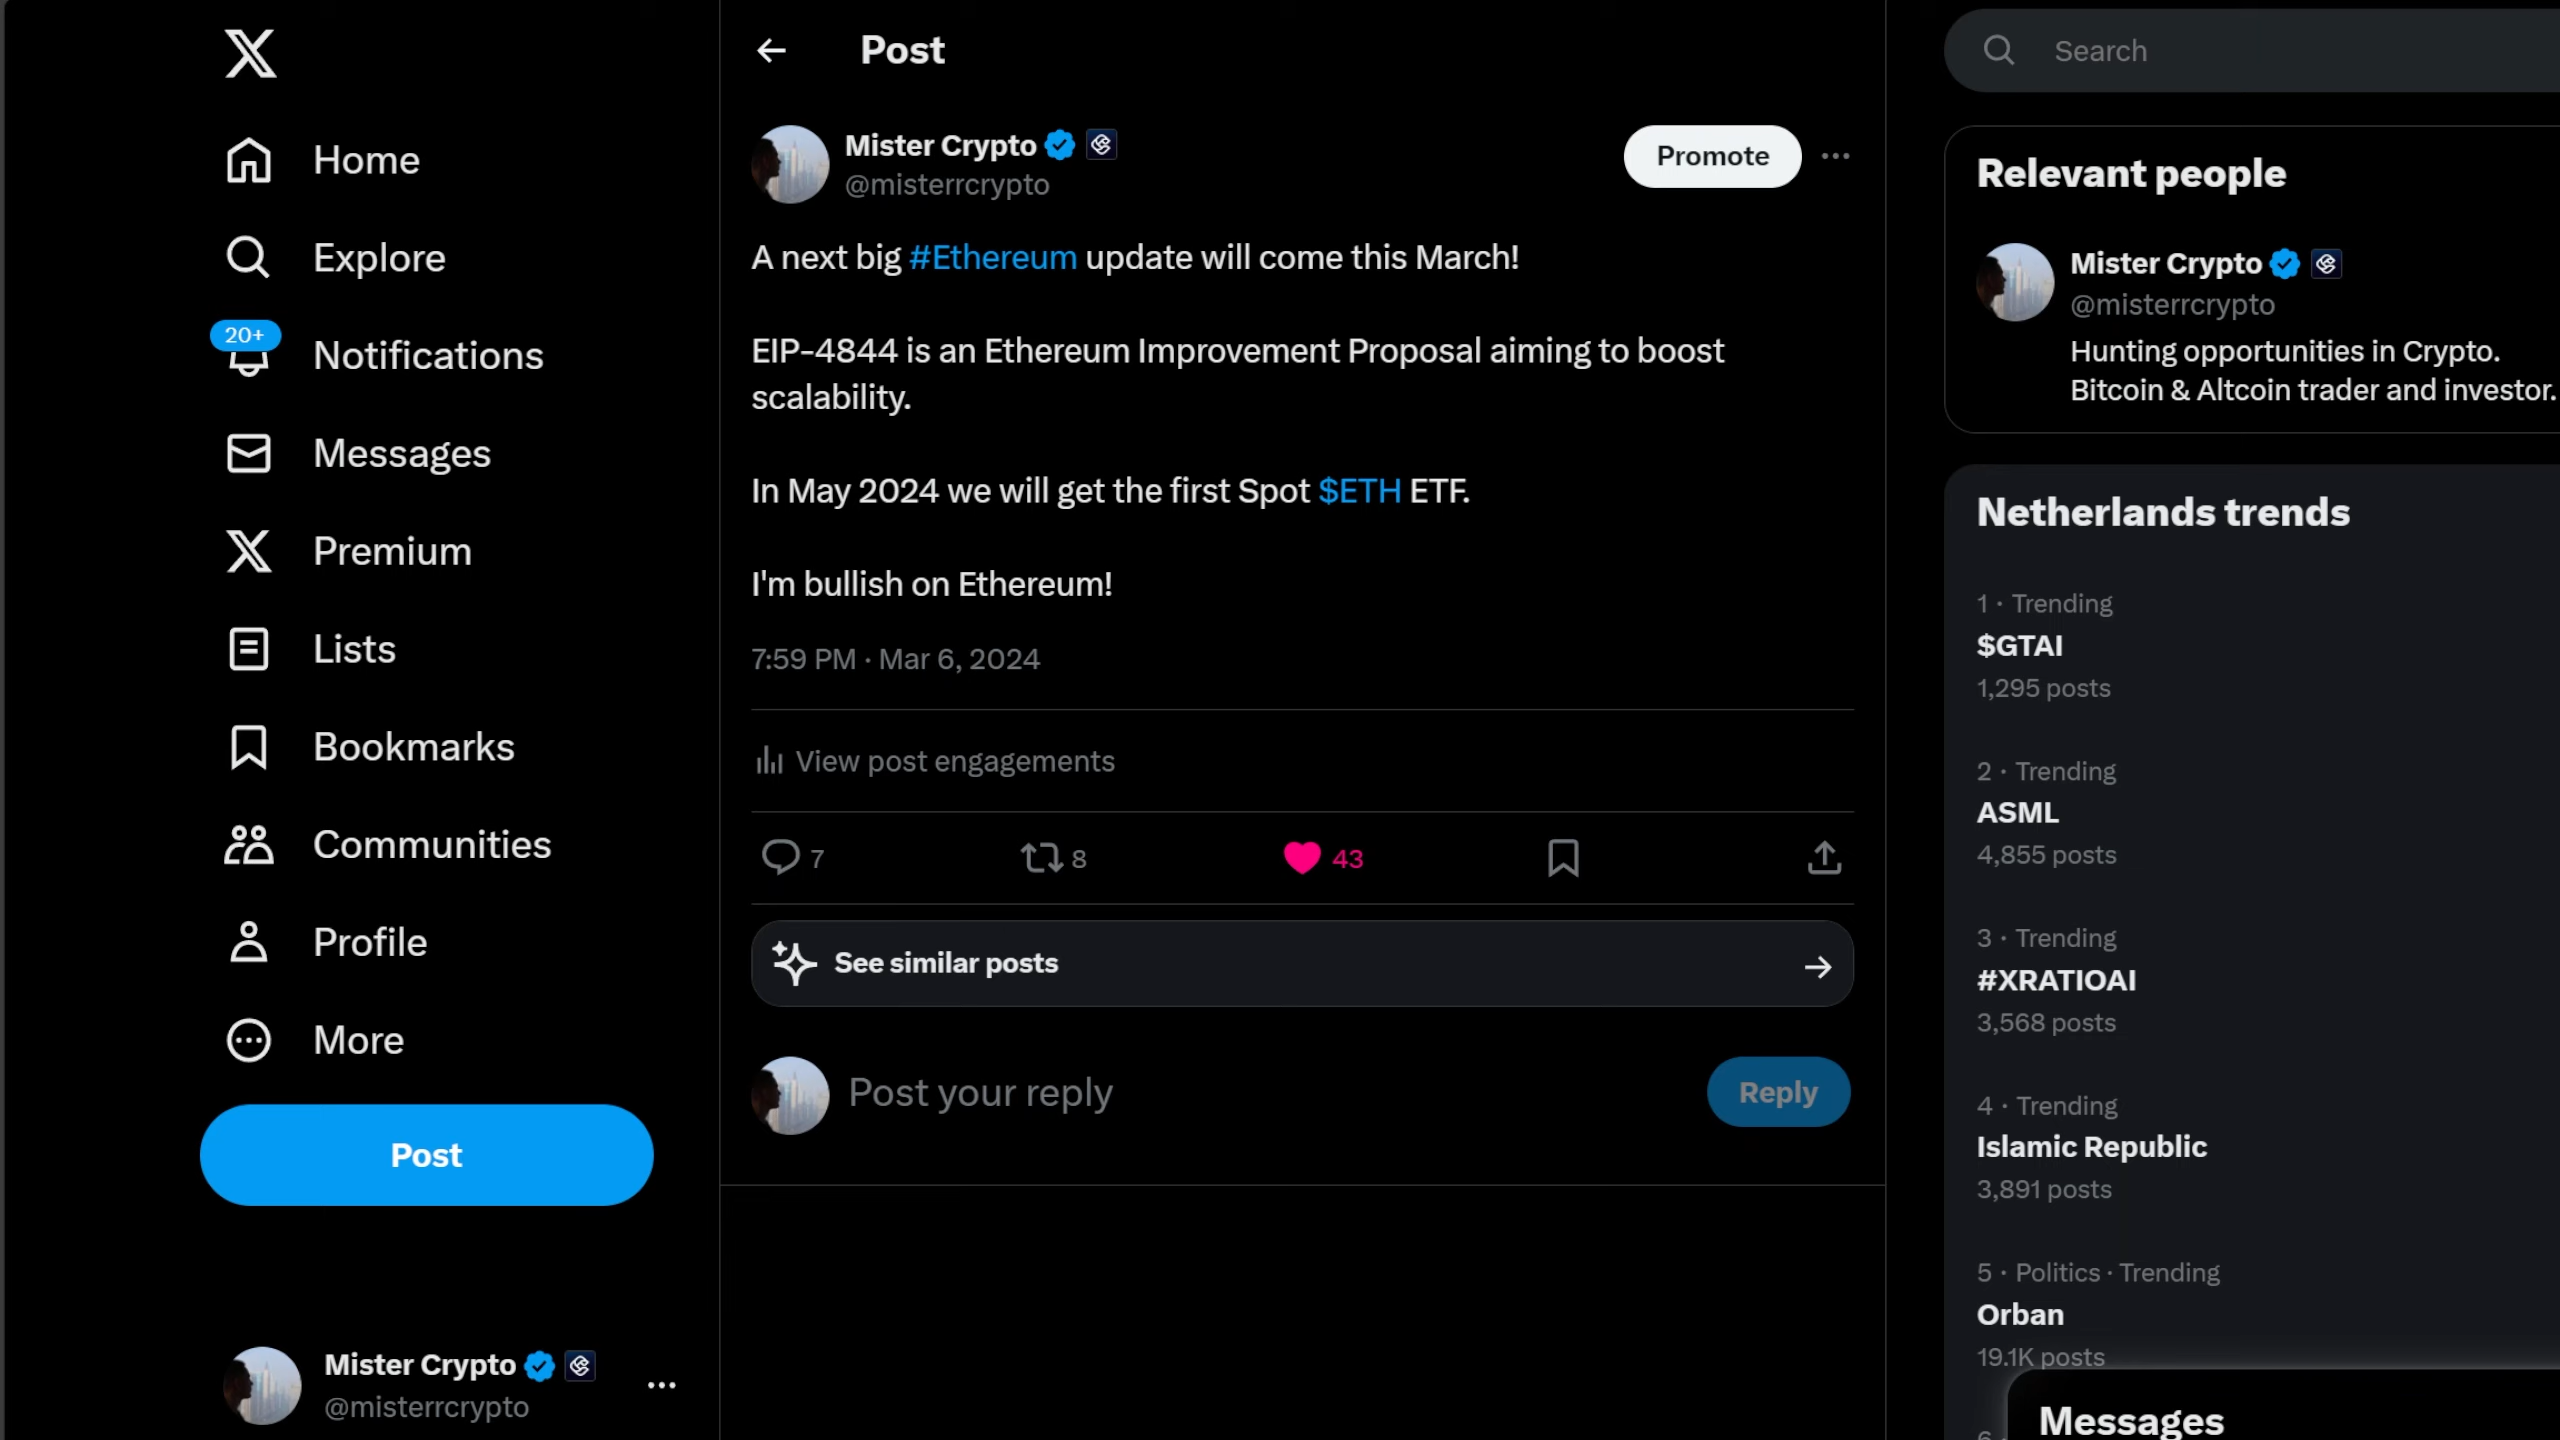 Home
Explore
20+
Notifications
Messages
Premium
Lists
Bookmarks
Communities
Profile
More
Post
Mister Crypto
@misterrcrypto
Post
Mister Crypto
@misterrcrypto
Promote
A next big #Ethereum update will come this March!
EIP-4844 is an Ethereum Improvement Proposal aiming to boost
scalability.
In May 2024 we will get the first Spot $ETH ETF.
I'm bullish on Ethereum!
7:59 PM · Mar 6, 2024
View post engagements
7 8 43
See similar posts
Post your reply
Reply
Search
Relevant people
Mister Crypto
@misterrcrypto
Hunting opportunities in Crypto.
Bitcoin & Altcoin trader and investor.
Netherlands trends
1 · Trending
$GTAI
1,295 posts
2 · Trending
ASML
4,855 posts
3 · Trending
#XRATIOAI
3,568 posts
4 · Trending
Islamic Republic
3,891 posts
5 · Politics · Trending
Orban
19.1K posts
Messages